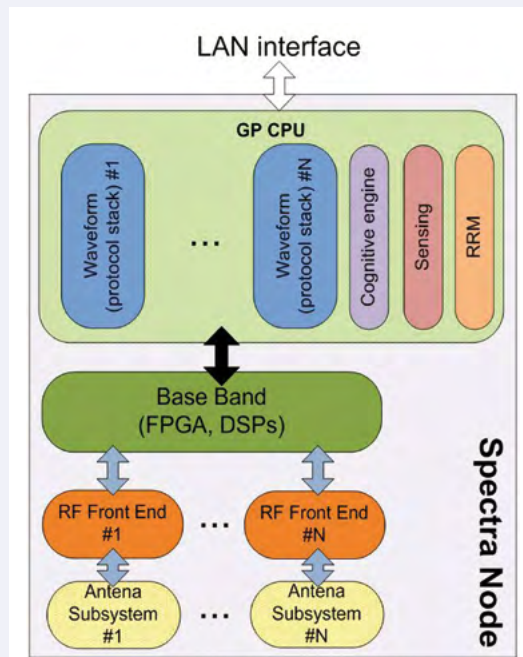 LAN interface
GP CPU
Waveform
(protocol stack) #1
...
Waveform
(protocol stack) #N
Cognitive engine
Sensing
RRM
Base Band
(FPGA, DSPs)
RF Front End
#1
...
RF Front End
#N
Antena
Subsystem
#1
...
Antena
Subsystem
#N
Spectra Node